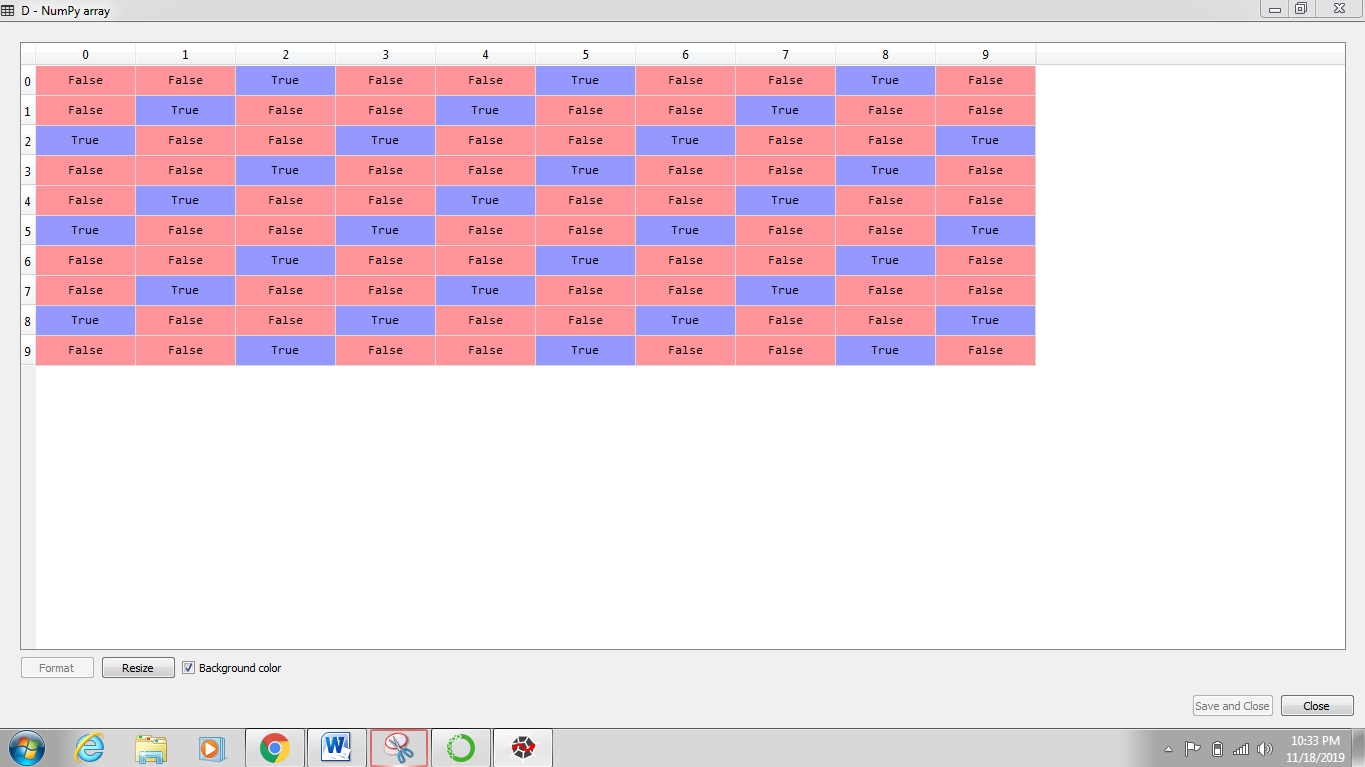 D - NumPy array
0 1 2 3 4 5 6 7 8 9
0 False False True False False True False False True False
1 False True False False True False False True False False
2 True False False True False False True False False True
3 False False True False False True False False True False
4 False True False False True False False True False False
5 True False False True False False True False False True
6 False False True False False True False False True False
7 False True False False True False False True False False
8 True False False True False False True False False True
9 False False True False False True False False True False
Format Resize Background color
Save and Close Close
W
10:33 PM
11/18/2019